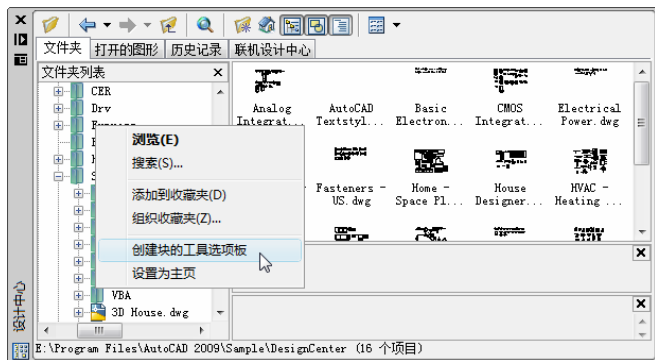 文件夹 打开的图形 历史记录 联机设计中心
文件夹列表
CER
Drv
浏览(E)
搜索(S)...
添加到收藏夹(D)
组织收藏夹(Z)...
创建块的工具选项板
设置为主页
VBA
3D House.dwg
Analog Integrat...
AutoCAD Textstyl...
Basic Electron...
CMOS Integrat...
Electrical Power.dwg
Fasteners - US.dwg
Home - Space Pl...
House Designer...
HVAC - Heating ...
设计中心
E:\Program Files\AutoCAD 2009\Sample\DesignCenter (16 个项目)